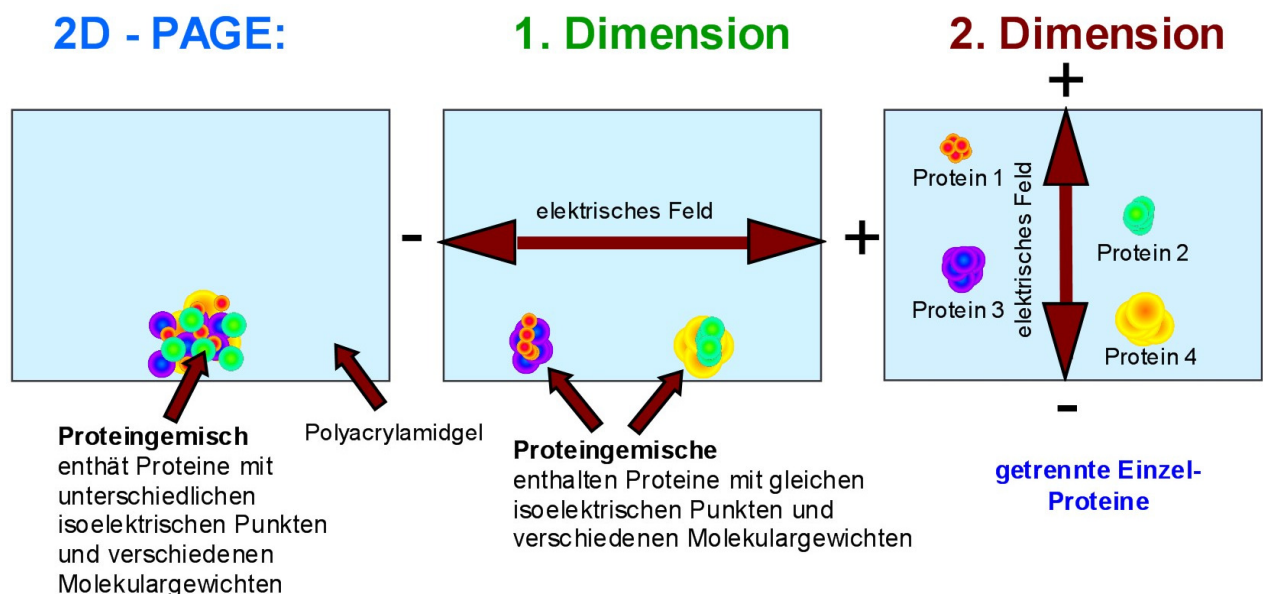 2D - PAGE:
1. Dimension
2. Dimension
+
elektrisches Feld
-
+
Protein 1
elektrisches Feld
Protein 2
Protein 3
Protein 4
-
Proteingemisch
enthät Proteine mit
unterschiedlichen
isoelektrischen Punkten
und verschiedenen
Molekulargewichten
Polyacrylamidgel
Proteingemische
enthalten Proteine mit gleichen
isoelektrischen Punkten und
verschiedenen Molekulargewichten
getrennte Einzel-
Proteine